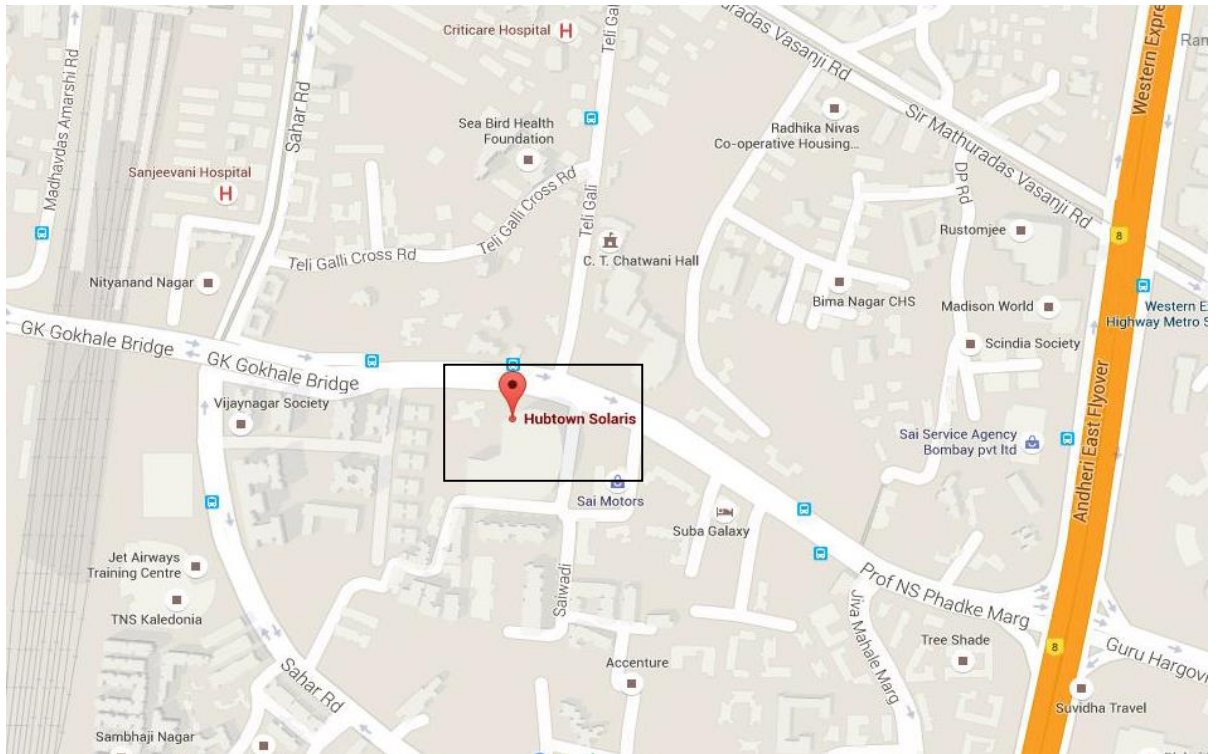 Criticare Hospital
H
Teli Gal
Mathuradas Vasanji Rd
Western Expre
Ram
Madhavdas Amarshi Rd
Sahar Rd
Sea Bird Health
Foundation
Radhika Nivas
Co-operative Housing...
Sir Mathuradas Vasanji Rd
Sanjeevani Hospital
H
Teli Galli Cross Rd
Teli Galli Cross Rd
Teli Gali
DP Rd
Rustomjee
8
C. T. Chatwani Hall
Nityanand Nagar
Bima Nagar CHS
Madison World
Western E
Highway Metro S
GK Gokhale Bridge
GK Gokhale Bridge
Scindia Society
Vijaynagar Society
Hubtown Solaris
Sai Service Agency
Bombay pvt ltd
Andheri East Flyover
Sai Motors
Suba Galaxy
Jet Airways
Training Centre
TNS Kaledonia
Saiwadi
Prof NS Phadke Marg
Jiva Mahale Marg
Tree Shade
8
Guru Hargovi
Accenture
Sahar Rd
Suvidha Travel
Sambhaji Nagar